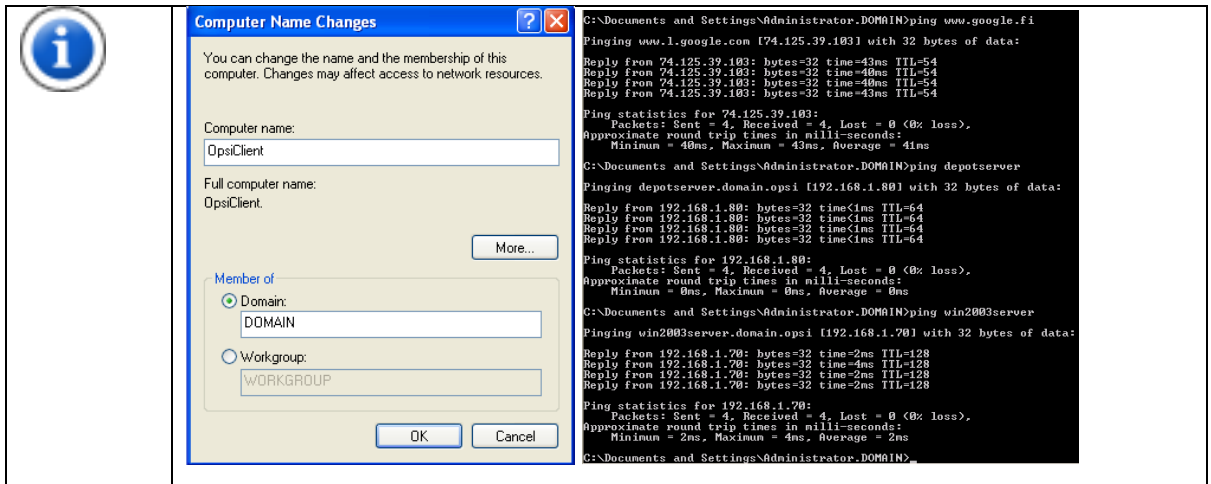 Computer Name Changes
You can change the name and the membership of this
computer. Changes may affect access to network resources.
Computer name:
OpsiClient
Full computer name:
OpsiClient.
More...
Member of
Domain:
DOMAIN
Workgroup:
WORKGROUP
OK
Cancel
C:\Documents and Settings\Administrator.DOMAIN>ping www.google.fi
Pinging www.l.google.com [74.125.39.103] with 32 bytes of data:
Reply from 74.125.39.103: bytes=32 time=43ms TTL=54
Reply from 74.125.39.103: bytes=32 time=40ms TTL=54
Reply from 74.125.39.103: bytes=32 time=40ms TTL=54
Reply from 74.125.39.103: bytes=32 time=43ms TTL=54
Ping statistics for 74.125.39.103:
Packets: Sent = 4, Received = 4, Lost = 0 (0% loss),
Approximate round trip times in milli-seconds:
Minimum = 40ms, Maximum = 43ms, Average = 41ms
C:\Documents and Settings\Administrator.DOMAIN>ping depotserver
Pinging depotserver.domain.opsi [192.168.1.80] with 32 bytes of data:
Reply from 192.168.1.80: bytes=32 time<1ms TTL=64
Reply from 192.168.1.80: bytes=32 time<1ms TTL=64
Reply from 192.168.1.80: bytes=32 time<1ms TTL=64
Reply from 192.168.1.80: bytes=32 time<1ms TTL=64
Ping statistics for 192.168.1.80:
Packets: Sent = 4, Received = 4, Lost = 0 (0% loss),
Approximate round trip times in milli-seconds:
Minimum = 0ms, Maximum = 0ms, Average = 0ms
C:\Documents and Settings\Administrator.DOMAIN>ping win2003server
Pinging win2003server.domain.opsi [192.168.1.70] with 32 bytes of data:
Reply from 192.168.1.70: bytes=32 time=2ms TTL=128
Reply from 192.168.1.70: bytes=32 time=4ms TTL=128
Reply from 192.168.1.70: bytes=32 time=2ms TTL=128
Reply from 192.168.1.70: bytes=32 time=2ms TTL=128
Ping statistics for 192.168.1.70:
Packets: Sent = 4, Received = 4, Lost = 0 (0% loss),
Approximate round trip times in milli-seconds:
Minimum = 2ms, Maximum = 4ms, Average = 2ms
C:\Documents and Settings\Administrator.DOMAIN>_